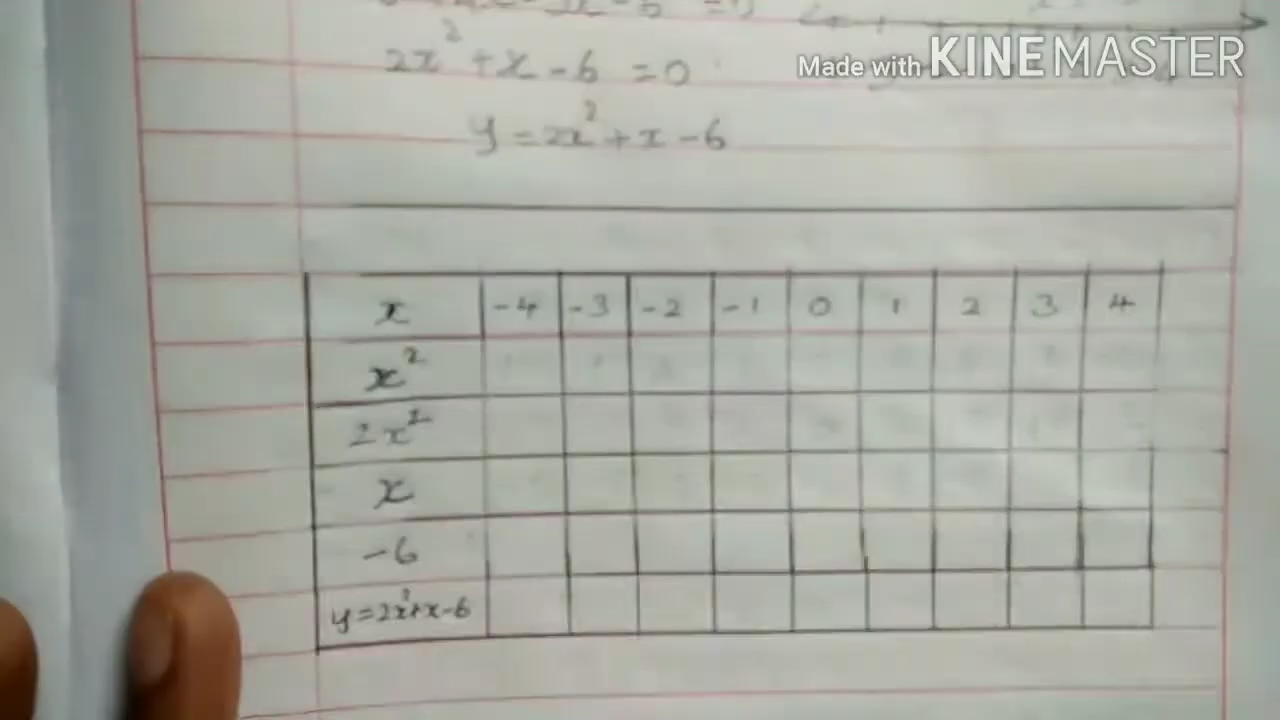 Made with KINEMASTER
2x² + x - 6 = 0
y = 2x² + x - 6
x -4 -3 -2 -1 0 1 2 3 4
x²
2x²
x
-6
y = 2x² + x - 6